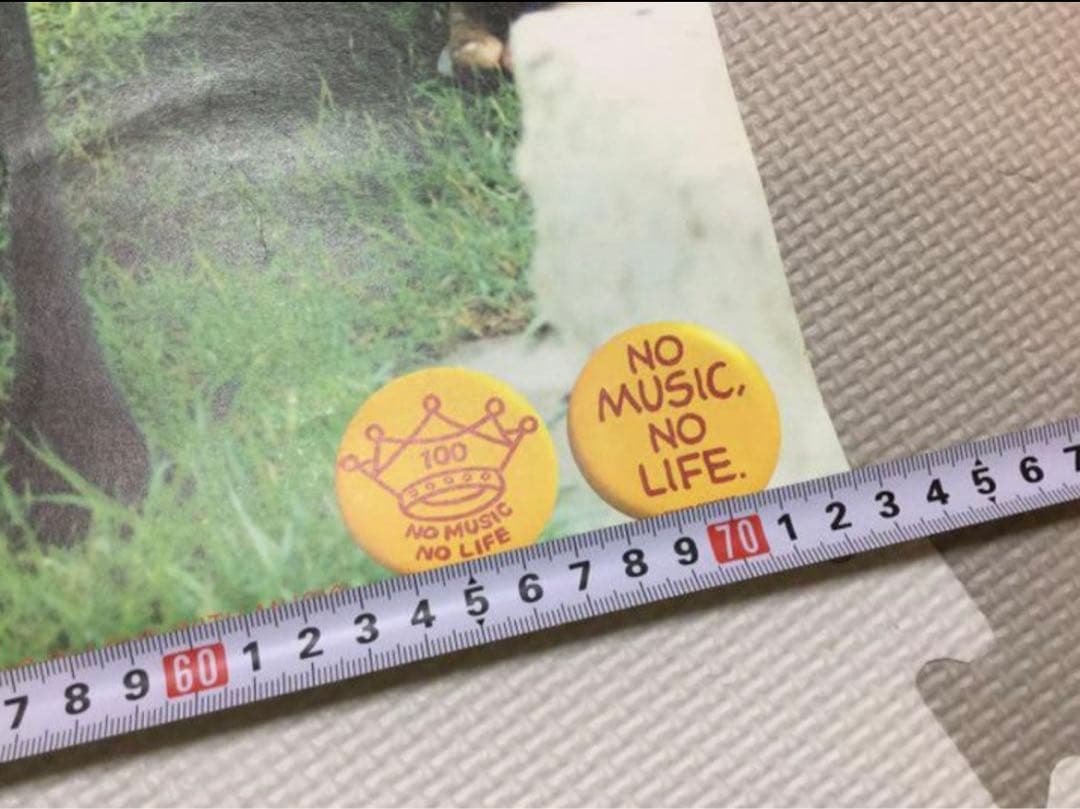 100
NO MUSIC
NO LIFE
NO
MUSIC,
NO
LIFE.
7 8 9 60 1 2 3 4 5 6 7 8 9 70 1 2 3 4 5 6 7